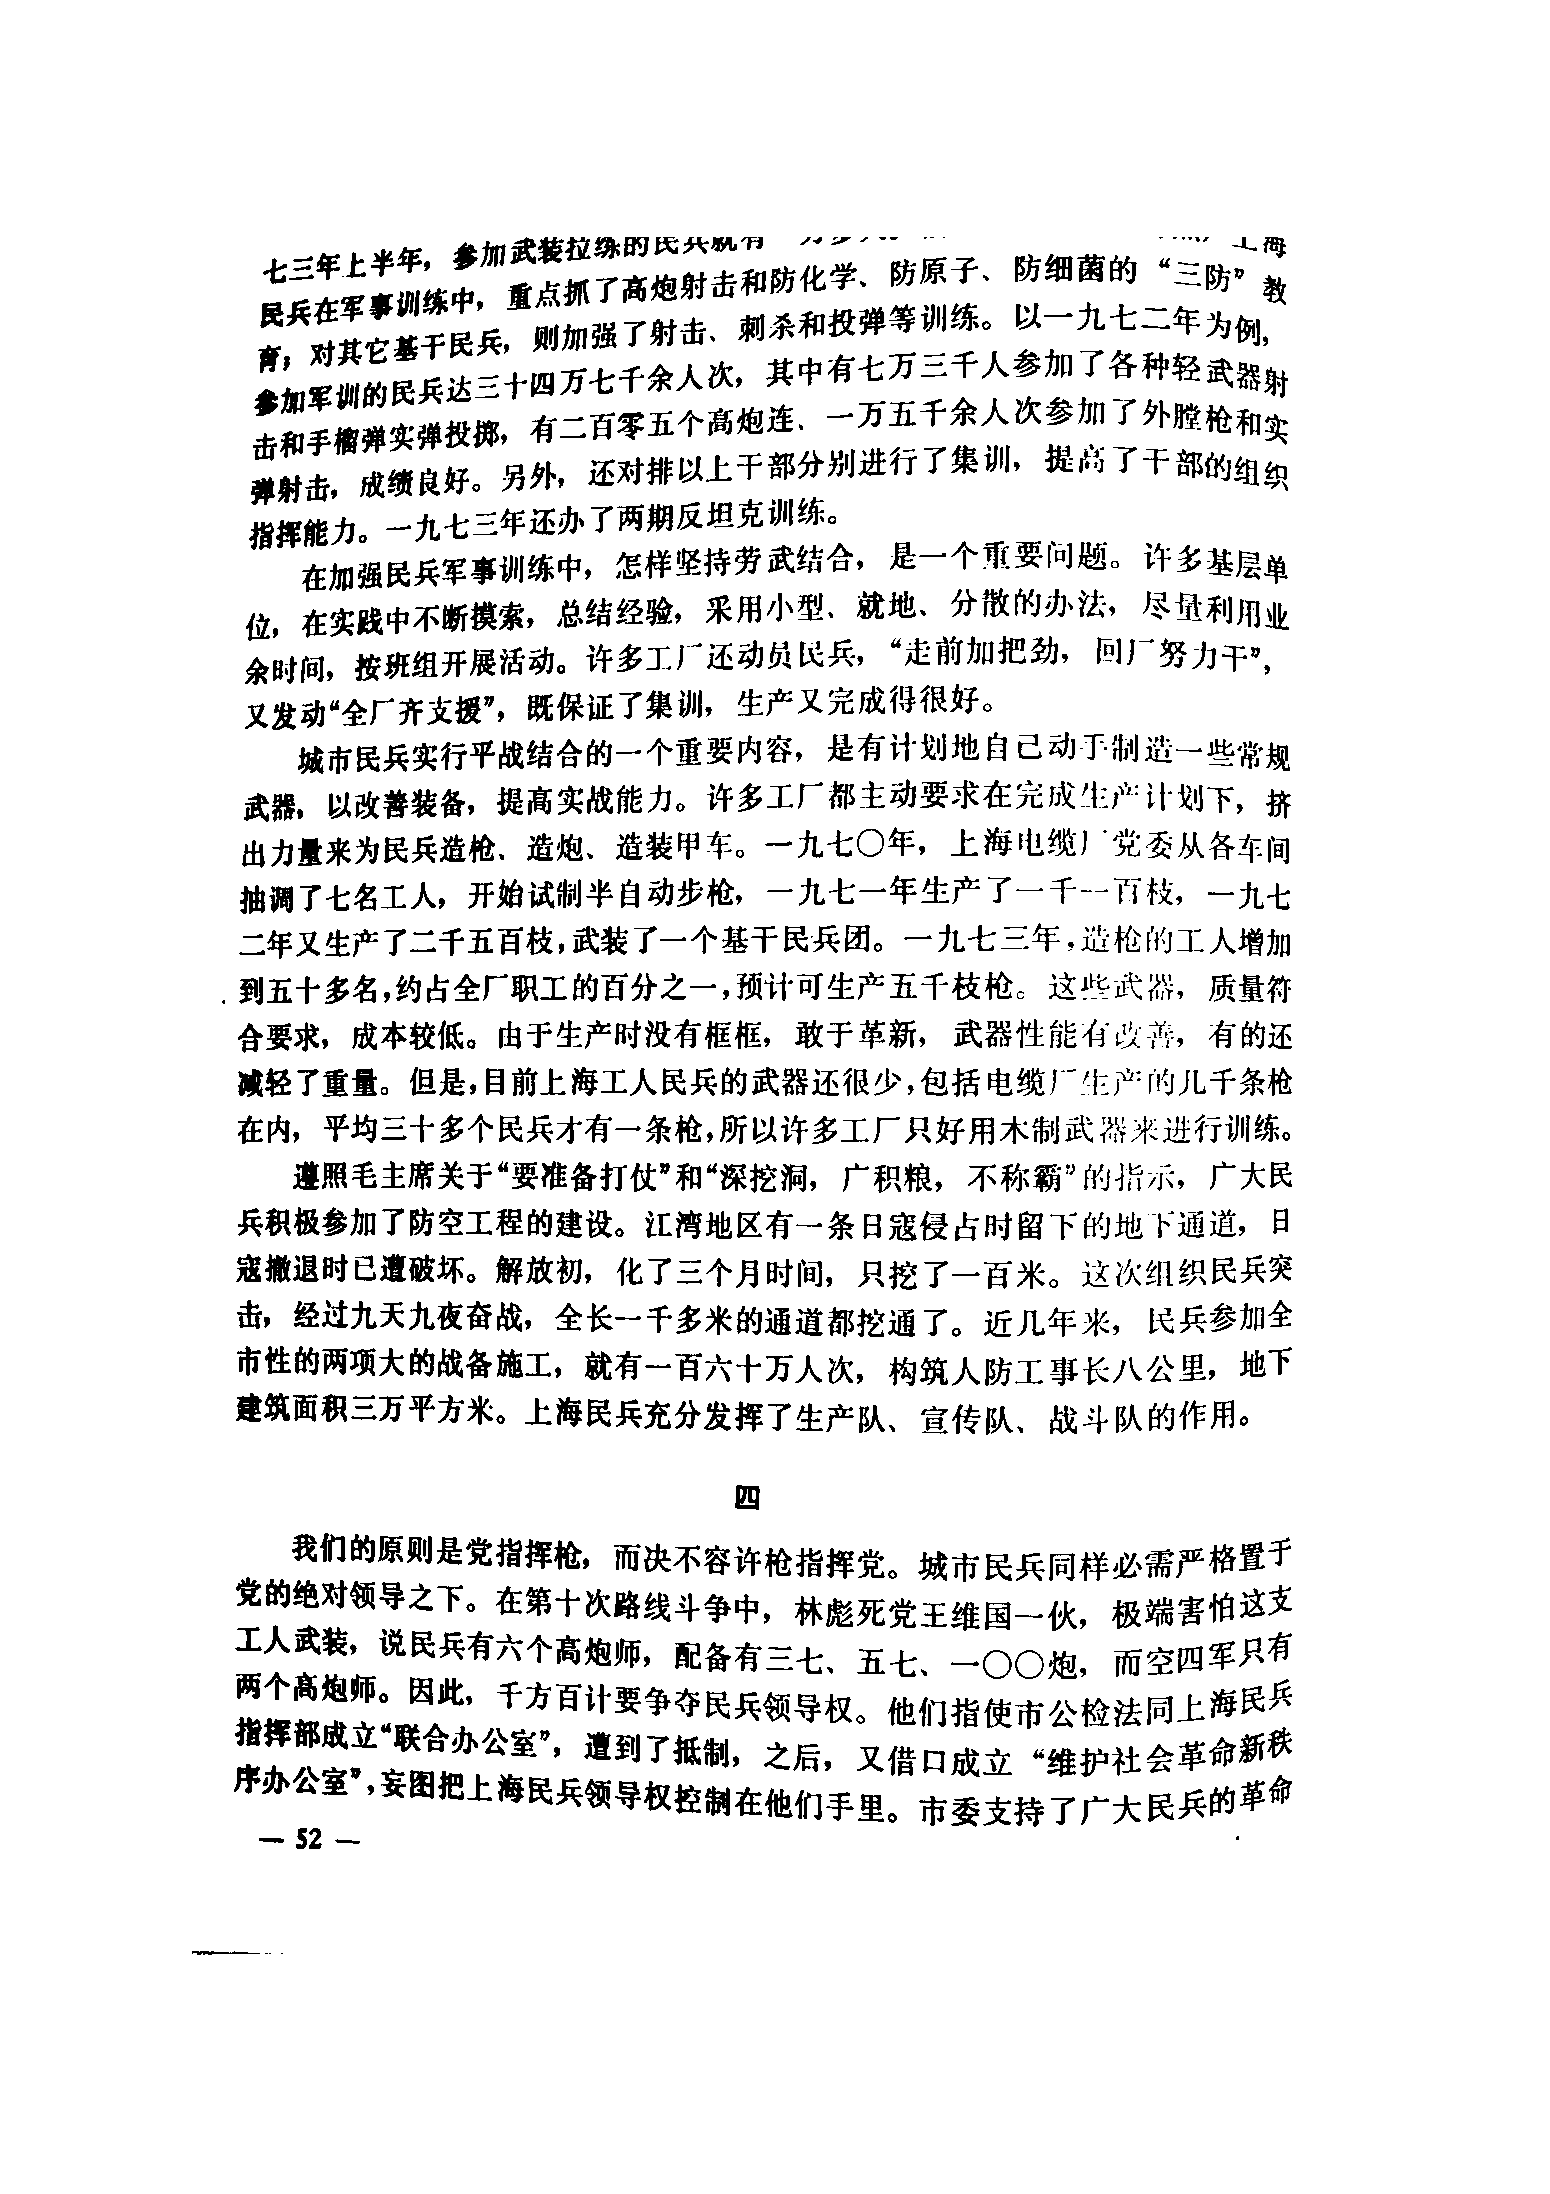 七三年上半年，参加武装拉练的民兵就有一万多人。 上海
民兵在军事训练中，重点抓了高炮射击和防化学、防原子、防细菌的“三防”教
育；对其它基干民兵，则加强了射击、刺杀和投弹等训练。以一九七二年为例，
参加军训的民兵达三十四万七千余人次，其中有七万三千人参加了各种轻武器射
击和手榴弹实弹投掷，有二百零五个高炮连、一万五千余人次参加了外膛枪和实
弹射击，成绩良好。另外，还对排以上干部分别进行了集训，提高了干部的组织
指挥能力。一九七三年还办了两期反坦克训练。
在加强民兵军事训练中，怎样坚持劳武结合，是一个重要问题。许多基层单
位，在实践中不断摸索，总结经验，采用小型、就地、分散的办法，尽量利用业
余时间，按班组开展活动。许多工厂还动员民兵，“走前加把劲，回厂努力干”，
又发动“全厂齐支援”，既保证了集训，生产又完成得很好。
城市民兵实行平战结合的一个重要内容，是有计划地自己动手制造一些常规
武器，以改善装备，提高实战能力。许多工厂都主动要求在完成生产计划下，挤
出力量来为民兵造枪、造炮、造装甲车。一九七〇年，上海电缆厂党委从各车间
抽调了七名工人，开始试制半自动步枪，一九七一年生产了一千一百枝，一九七
二年又生产了二千五百枝，武装了一个基干民兵团。一九七三年，造枪的工人增加
到五十多名，约占全厂职工的百分之一，预计可生产五千枝枪。这些武器，质量符
合要求，成本较低。由于生产时没有框框，敢于革新，武器性能有改善，有的还
减轻了重量。但是，目前上海工人民兵的武器还很少，包括电缆厂生产的几千条枪
在内，平均三十多个民兵才有一条枪，所以许多工厂只好用木制武器来进行训练。
遵照毛主席关于“要准备打仗”和“深挖洞，广积粮，不称霸”的指示，广大民
兵积极参加了防空工程的建设。江湾地区有一条日寇侵占时留下的地下通道，日
寇撤退时已遭破坏。解放初，化了三个月时间，只挖了一百米。这次组织民兵突
击，经过九天九夜奋战，全长一千多米的通道都挖通了。近几年来，民兵参加全
市性的两项大的战备施工，就有一百六十万人次，构筑人防工事长八公里，地下
建筑面积三万平方米。上海民兵充分发挥了生产队、宣传队、战斗队的作用。
四
我们的原则是党指挥枪，而决不容许枪指挥党。城市民兵同样必需严格置于
党的绝对领导之下。在第十次路线斗争中，林彪死党王维国一伙，极端害怕这支
工人武装，说民兵有六个高炮师，配备有三七、五七、一〇〇炮，而空四军只有
两个高炮师。因此，千方百计要争夺民兵领导权。他们指使市公检法同上海民兵
指挥部成立“联合办公室”，遭到了抵制，之后，又借口成立“维护社会革命新秩
序办公室”，妄图把上海民兵领导权控制在他们手里。市委支持了广大民兵的革命
— 52 —